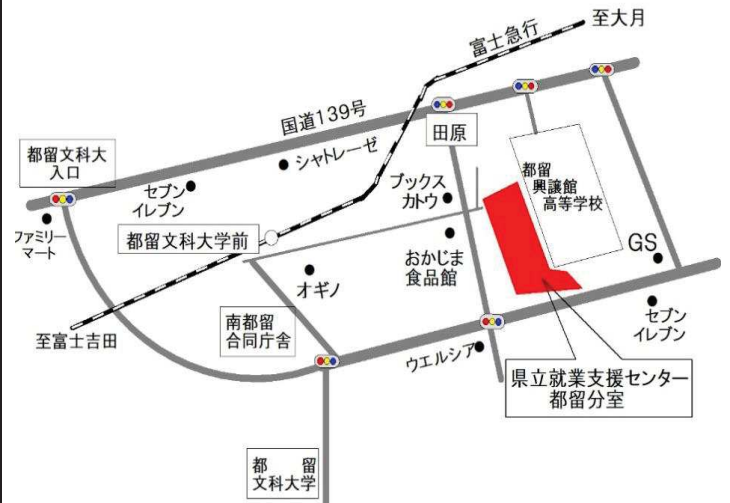 至大月
富士急行
国道139号
田原
シャトレーゼ
都留文科大
入口
セブン
イレブン
ブックス
カトウ
都留
興譲館
高等学校
ファミリー
マート
都留文科大学前
おかじま
食品館
GS
オギノ
セブン
イレブン
至富士吉田
南都留
合同庁舎
ウエルシア
県立就業支援センター
都留分室
都 留
文科大学